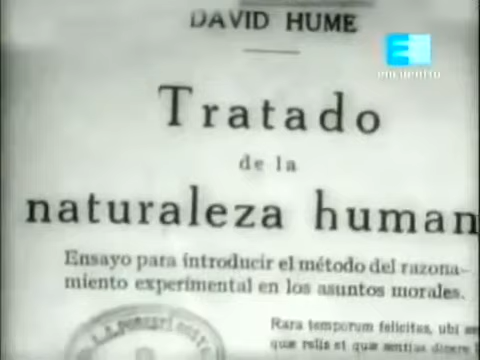 DAVID HUME
encuentro
Tratado
de la
naturaleza human
Ensayo para introducir el método del razona-
miento experimental en los asuntos morales.
Rara temporum felicitas, ubi
quæ velis et quæ sentias dicere